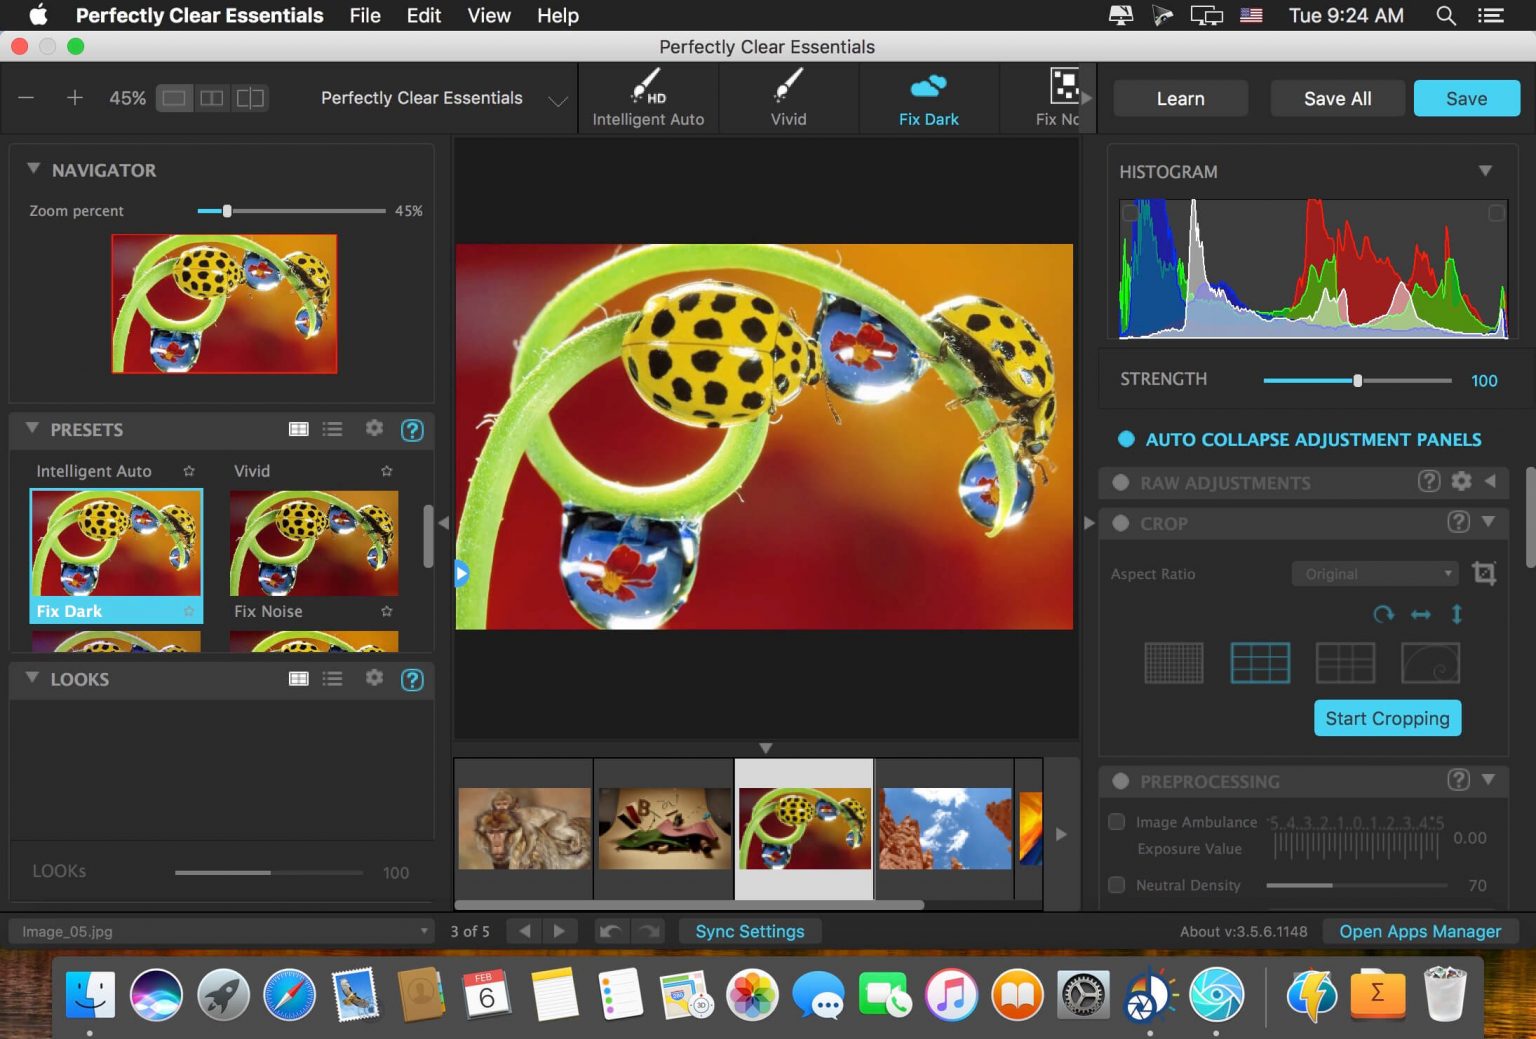 Perfectly Clear Essentials File Edit View Help Tue 9:24 AM
Perfectly Clear Essentials
45% Perfectly Clear Essentials
HD
Intelligent Auto Vivid Fix Dark Fix No
Learn Save All Save
NAVIGATOR
Zoom percent 45%
PRESETS
Intelligent Auto Vivid
Fix Dark Fix Noise
LOOKS
LOOKs 100
HISTOGRAM
STRENGTH 100
AUTO COLLAPSE ADJUSTMENT PANELS
RAW ADJUSTMENTS
CROP
Aspect Ratio Original
Start Cropping
PREPROCESSING
Image Ambulance -5..4..3..2..1..0..1..2..3..4..5
Exposure Value 0.00
Neutral Density 70
Image_05.jpg 3 of 5 Sync Settings About v:3.5.6.1148 Open Apps Manager
FEB
6
280
3D
Σ